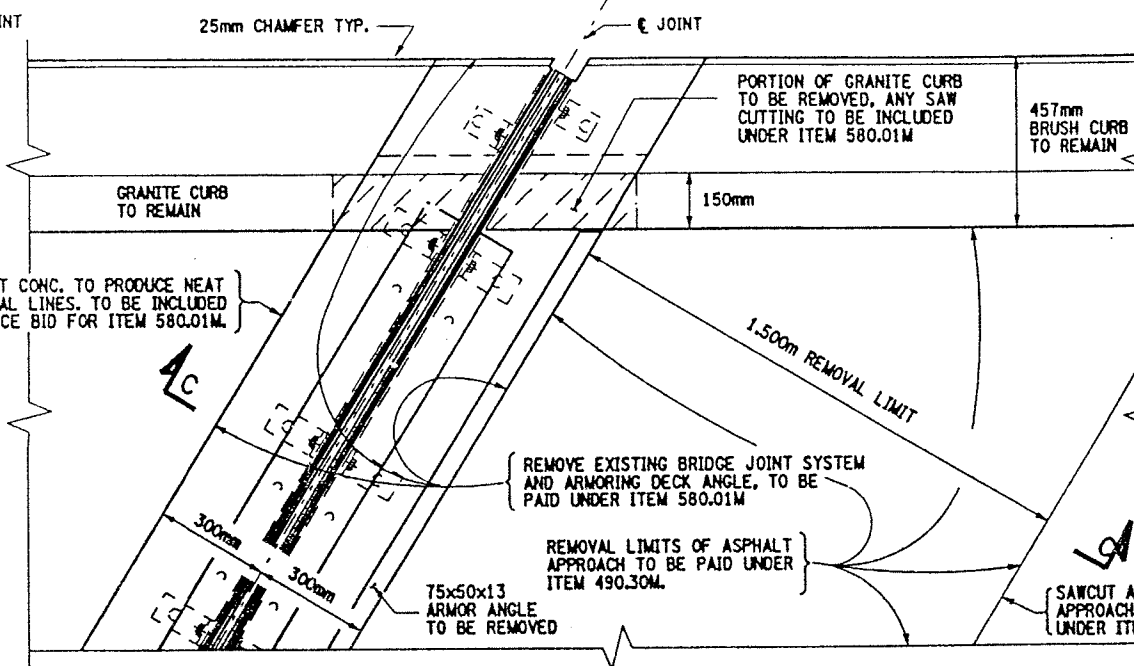 INT
25mm CHAMFER TYP.
℄ JOINT
PORTION OF GRANITE CURB
TO BE REMOVED, ANY SAW
CUTTING TO BE INCLUDED
UNDER ITEM 580.01M
457mm
BRUSH CURB
TO REMAIN
GRANITE CURB
TO REMAIN
150mm
T CONC. TO PRODUCE NEAT
AL LINES. TO BE INCLUDED
CE BID FOR ITEM 580.01M.
C
1.500m REMOVAL LIMIT
REMOVE EXISTING BRIDGE JOINT SYSTEM
AND ARMORING DECK ANGLE, TO BE
PAID UNDER ITEM 580.01M
300mm
300mm
REMOVAL LIMITS OF ASPHALT
APPROACH TO BE PAID UNDER
ITEM 490.30M.
75x50x13
ARMOR ANGLE
TO BE REMOVED
SAWCUT A
APPROACH
UNDER ITE